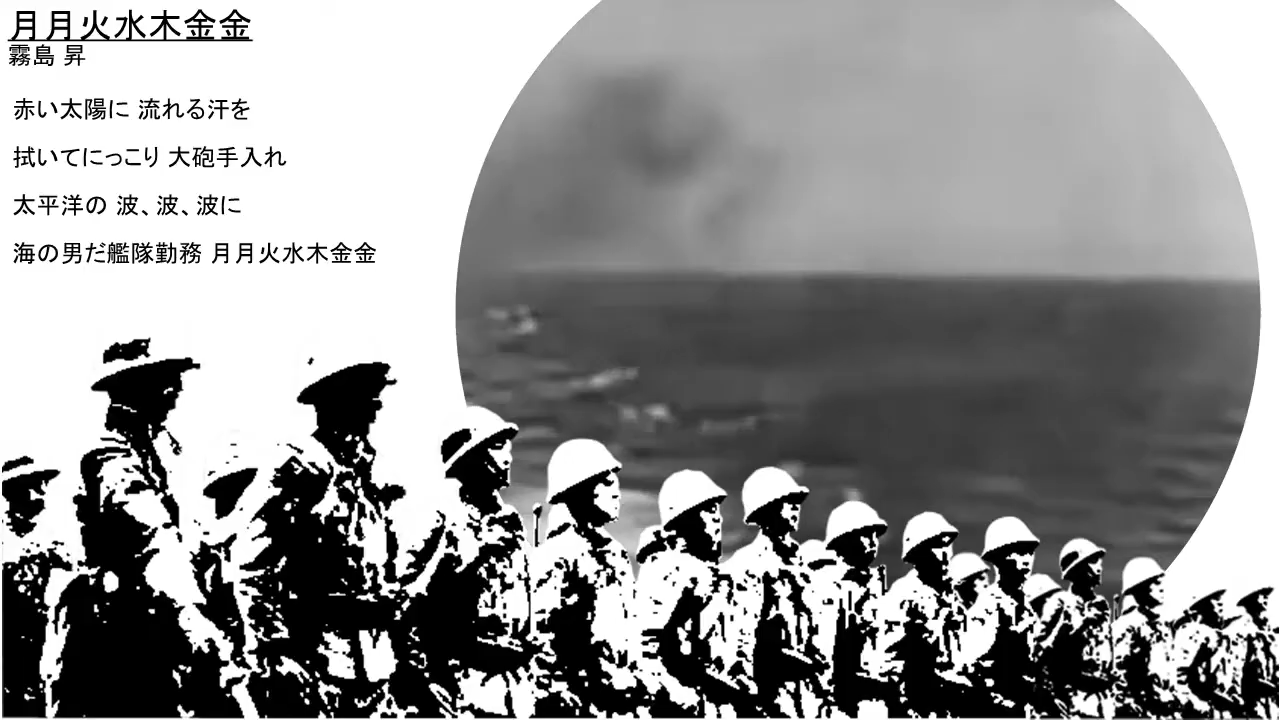 月月火水木金金
霧島 昇
赤い太陽に 流れる汗を
拭いてにっこり 大砲手入れ
太平洋の 波、波、波に
海の男だ艦隊勤務 月月火水木金金